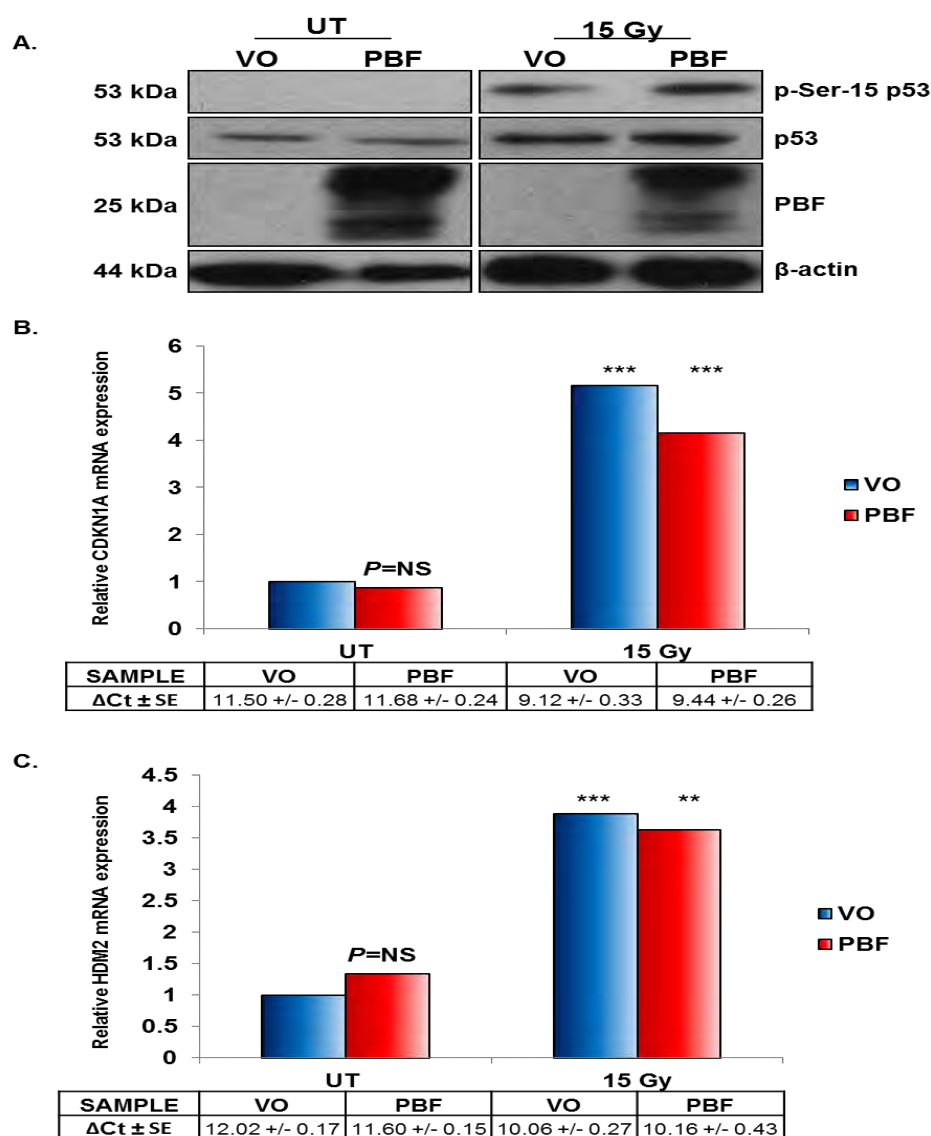 A.
UT 15 Gy
VO PBF VO PBF
53 kDa p-Ser-15 p53
53 kDa p53
25 kDa PBF
44 kDa β-actin
B.
Relative CDKN1A mRNA expression
6
5
4
3
2
1
0
*** ***
P=NS
VO
PBF
UT 15 Gy
SAMPLE VO PBF VO PBF
ΔCt ± SE 11.50 +/- 0.28 11.68 +/- 0.24 9.12 +/- 0.33 9.44 +/- 0.26
C.
Relative HDM2 mRNA expression
4.5
4
3.5
3
2.5
2
1.5
1
0.5
0
*** **
P=NS
VO
PBF
UT 15 Gy
SAMPLE VO PBF VO PBF
ΔCt ± SE 12.02 +/- 0.17 11.60 +/- 0.15 10.06 +/- 0.27 10.16 +/- 0.43